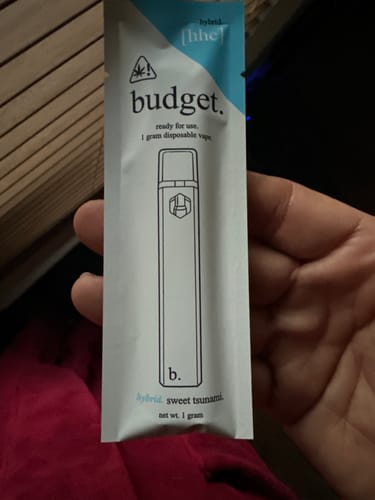 hybrid.
[hhc]
!
budget.
ready for use.
1 gram disposable vape.
b.
hybrid. sweet tsunami.
net wt. 1 gram